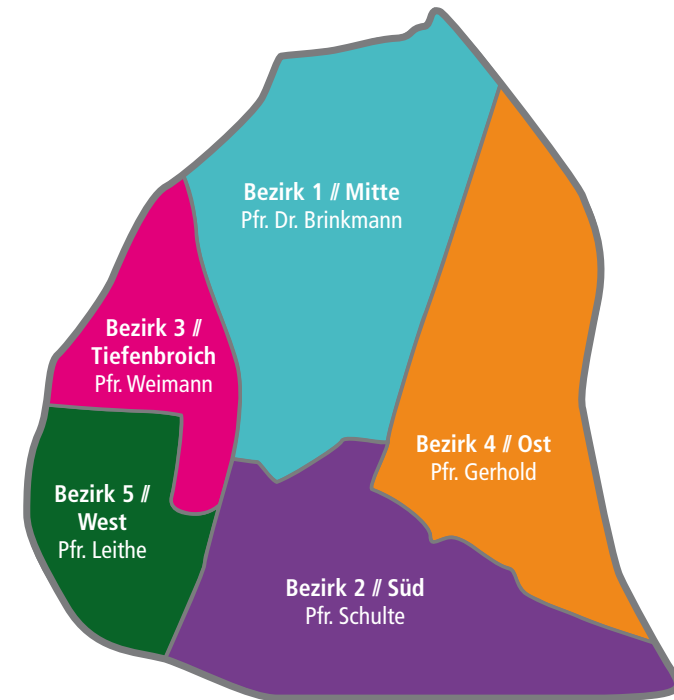 Bezirk 1 // Mitte
Pfr. Dr. Brinkmann
Bezirk 3 //
Tiefenbroich
Pfr. Weimann
Bezirk 4 // Ost
Pfr. Gerhold
Bezirk 5 //
West
Pfr. Leithe
Bezirk 2 // Süd
Pfr. Schulte